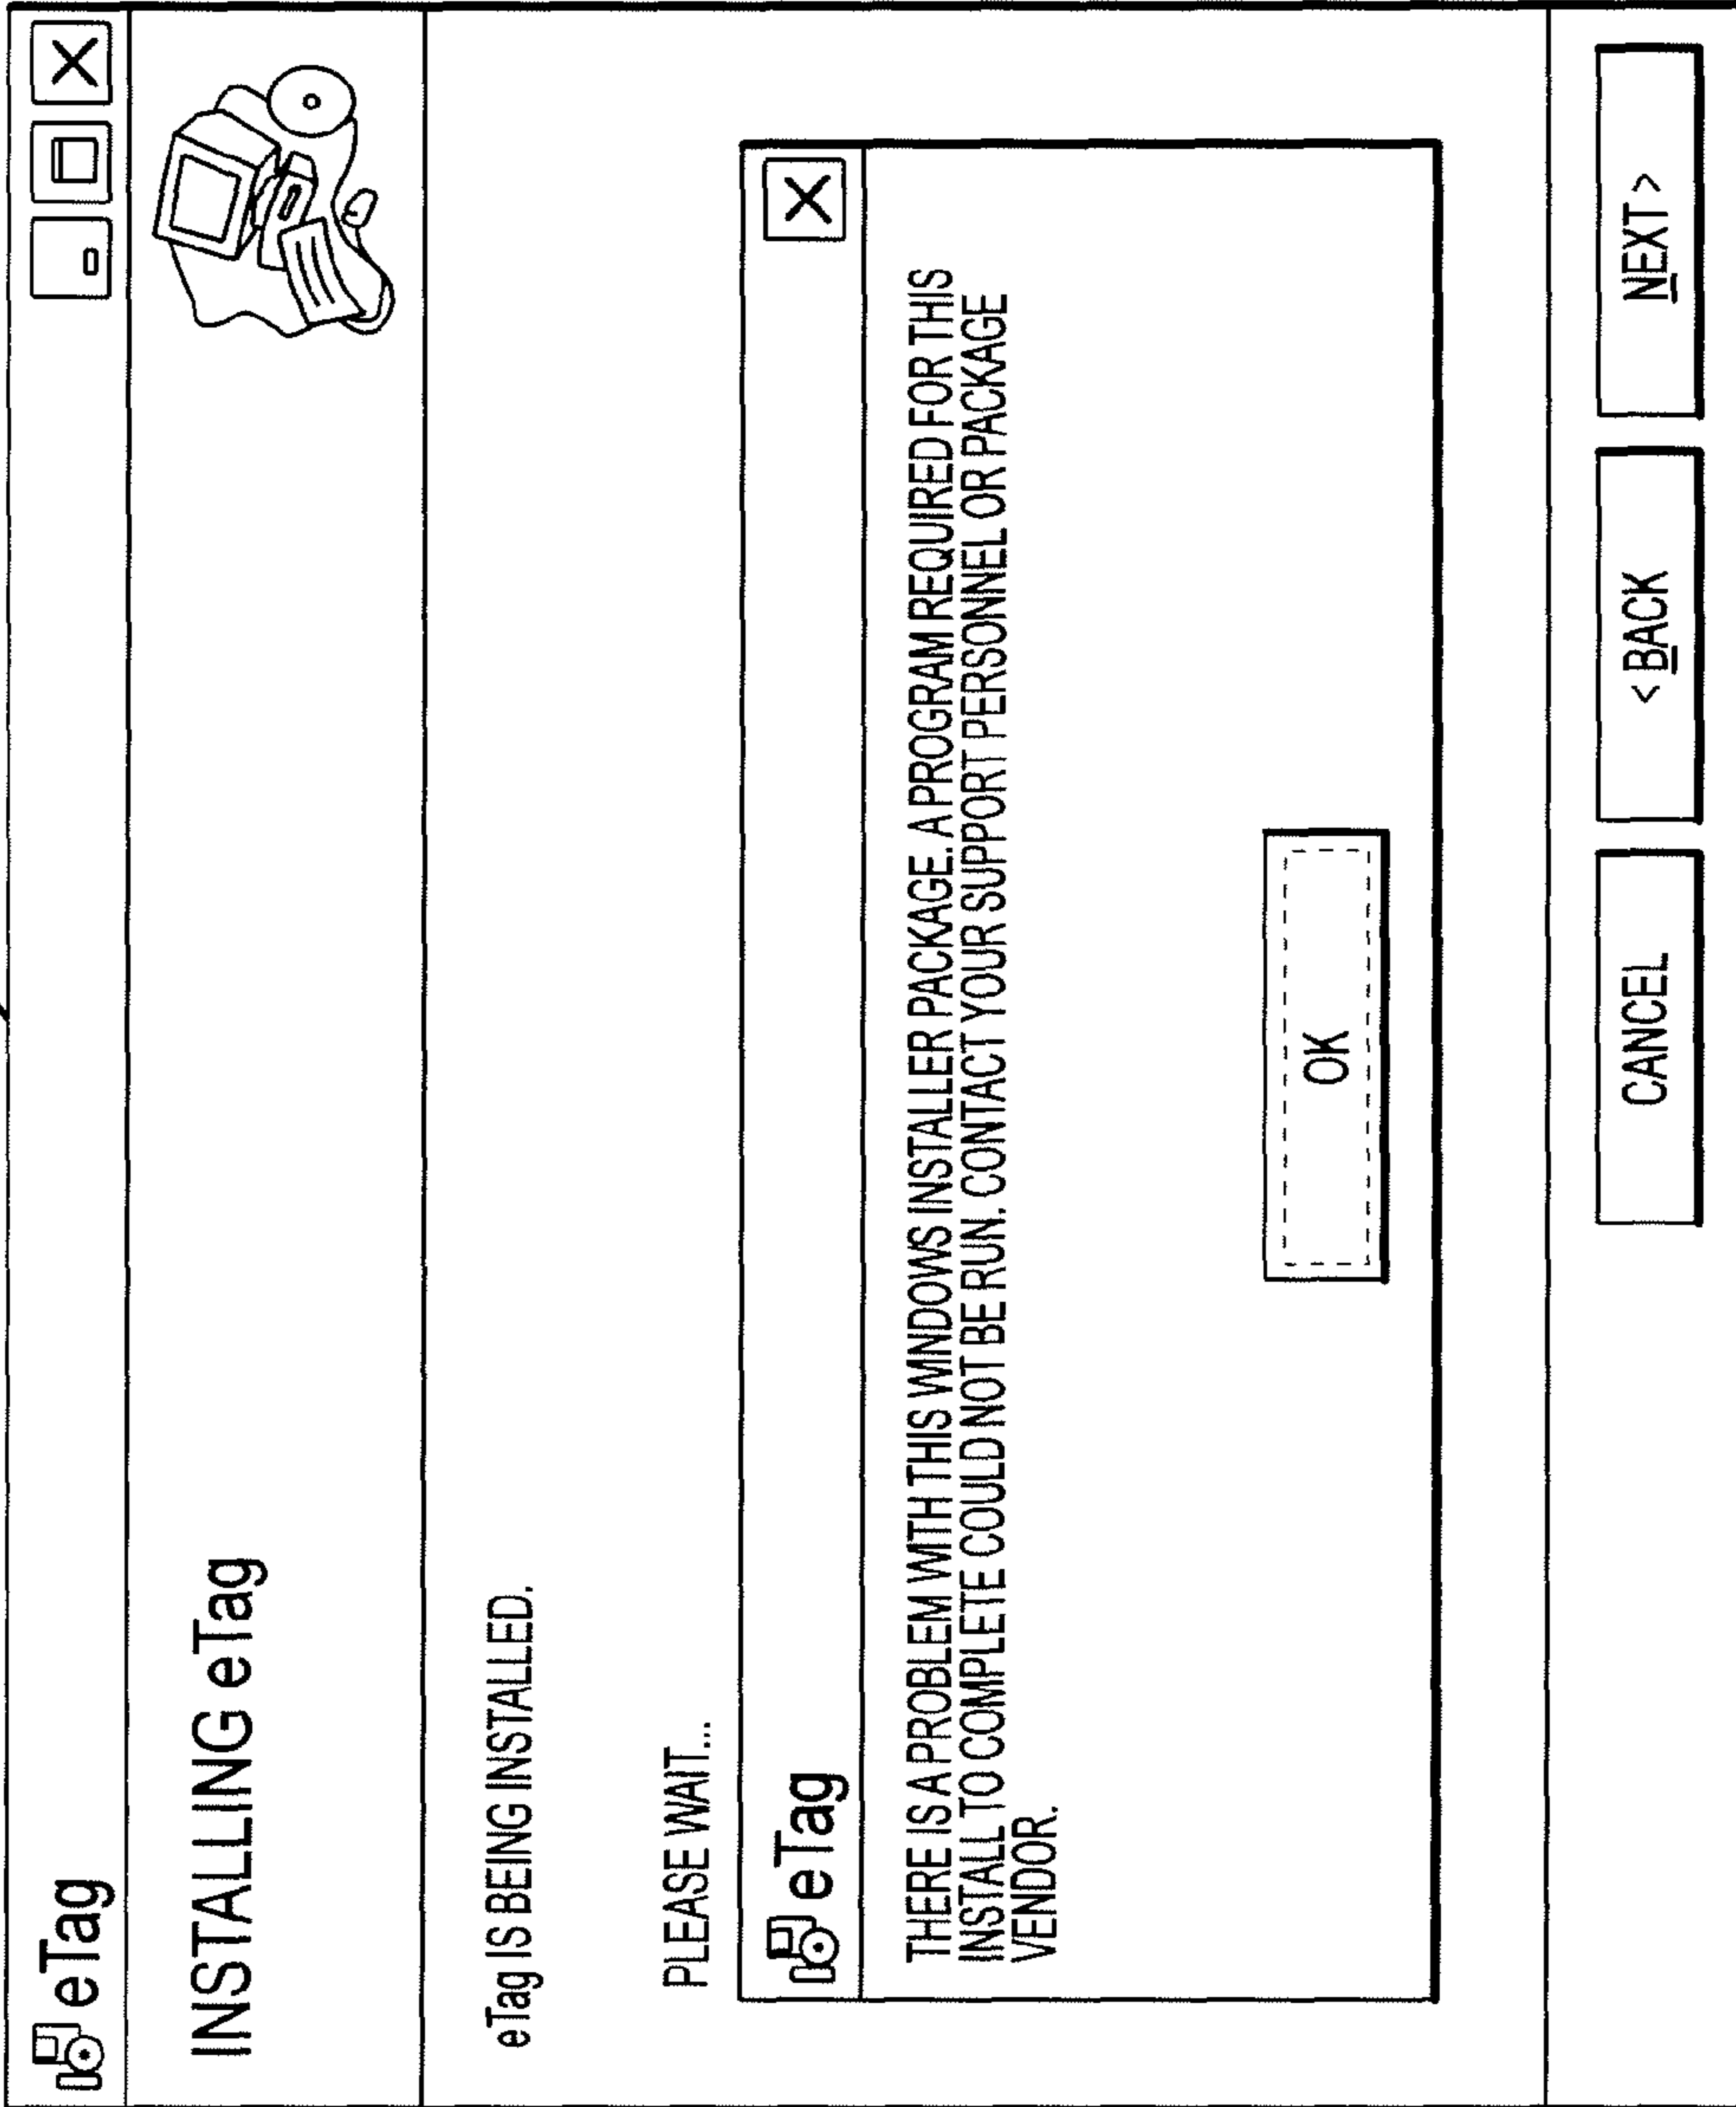 eTag
INSTALLING eTag
eTag IS BEING INSTALLED.
PLEASE WAIT...
eTag
THERE IS A PROBLEM WITH THIS WINDOWS INSTALLER PACKAGE. A PROGRAM REQUIRED FOR THIS
INSTALL TO COMPLETE COULD NOT BE RUN. CONTACT YOUR SUPPORT PERSONNEL OR PACKAGE
VENDOR.
OK
CANCEL
< BACK
NEXT >